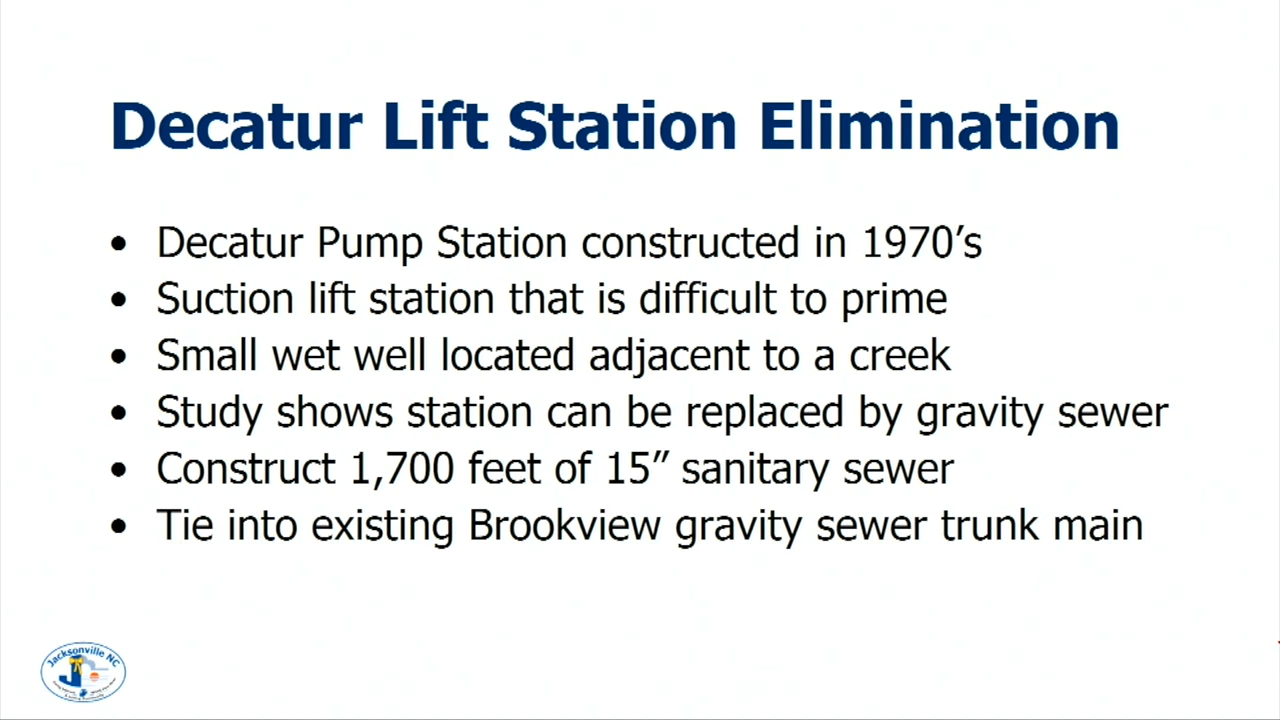 Decatur Lift Station Elimination
• Decatur Pump Station constructed in 1970’s
• Suction lift station that is difficult to prime
• Small wet well located adjacent to a creek
• Study shows station can be replaced by gravity sewer
• Construct 1,700 feet of 15” sanitary sewer
• Tie into existing Brookview gravity sewer trunk main
Jacksonville NC